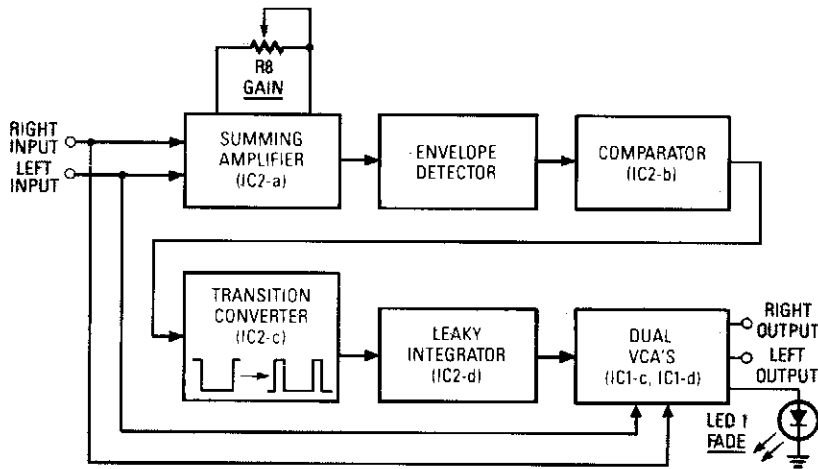 R8
GAIN
RIGHT
INPUT
LEFT
INPUT
SUMMING
AMPLIFIER
(IC2-a)
ENVELOPE
DETECTOR
COMPARATOR
(IC2-b)
TRANSITION
CONVERTER
(IC2-c)
LEAKY
INTEGRATOR
(IC2-d)
DUAL
VCA'S
(IC1-c, IC1-d)
RIGHT
OUTPUT
LEFT
OUTPUT
LED 1
FADE